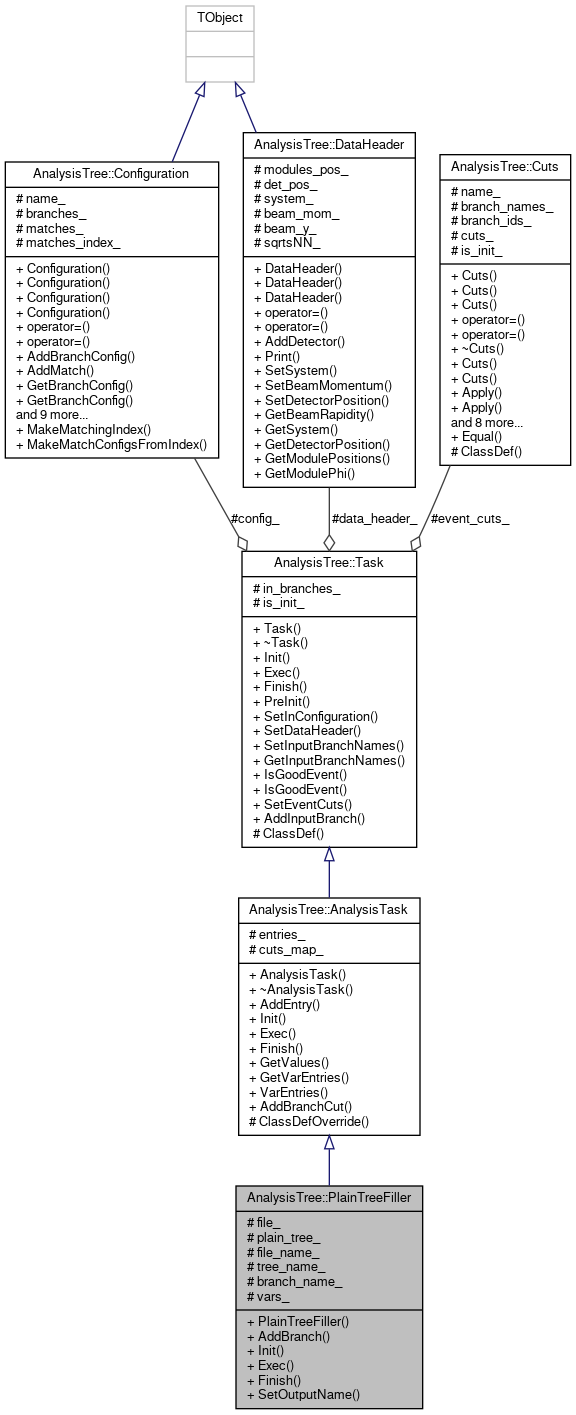 TObject
AnalysisTree::Configuration
# name_
# branches_
# matches_
# matches_index_
+ Configuration()
+ Configuration()
+ Configuration()
+ Configuration()
+ operator=()
+ operator=()
+ AddBranchConfig()
+ AddMatch()
+ GetBranchConfig()
+ GetBranchConfig()
and 9 more...
+ MakeMatchingIndex()
+ MakeMatchConfigsFromIndex()
AnalysisTree::DataHeader
# modules_pos_
# det_pos_
# system_
# beam_mom_
# beam_y_
# sqrtsNN_
+ DataHeader()
+ DataHeader()
+ DataHeader()
+ operator=()
+ operator=()
+ AddDetector()
+ Print()
+ SetSystem()
+ SetBeamMomentum()
+ SetDetectorPosition()
+ GetBeamRapidity()
+ GetSystem()
+ GetDetectorPosition()
+ GetModulePositions()
+ GetModulePhi()
AnalysisTree::Cuts
# name_
# branch_names_
# branch_ids_
# cuts_
# is_init_
+ Cuts()
+ Cuts()
+ Cuts()
+ operator=()
+ operator=()
+ ~Cuts()
+ Cuts()
+ Cuts()
+ Apply()
+ Apply()
and 8 more...
+ Equal()
# ClassDef()
#config_
#data_header_
#event_cuts_
AnalysisTree::Task
# in_branches_
# is_init_
+ Task()
+ ~Task()
+ Init()
+ Exec()
+ Finish()
+ PreInit()
+ SetInConfiguration()
+ SetDataHeader()
+ SetInputBranchNames()
+ GetInputBranchNames()
+ IsGoodEvent()
+ IsGoodEvent()
+ SetEventCuts()
+ AddInputBranch()
# ClassDef()
AnalysisTree::AnalysisTask
# entries_
# cuts_map_
+ AnalysisTask()
+ ~AnalysisTask()
+ AddEntry()
+ Init()
+ Exec()
+ Finish()
+ GetValues()
+ GetVarEntries()
+ VarEntries()
+ AddBranchCut()
# ClassDefOverride()
AnalysisTree::PlainTreeFiller
# file_
# plain_tree_
# file_name_
# tree_name_
# branch_name_
# vars_
+ PlainTreeFiller()
+ AddBranch()
+ Init()
+ Exec()
+ Finish()
+ SetOutputName()